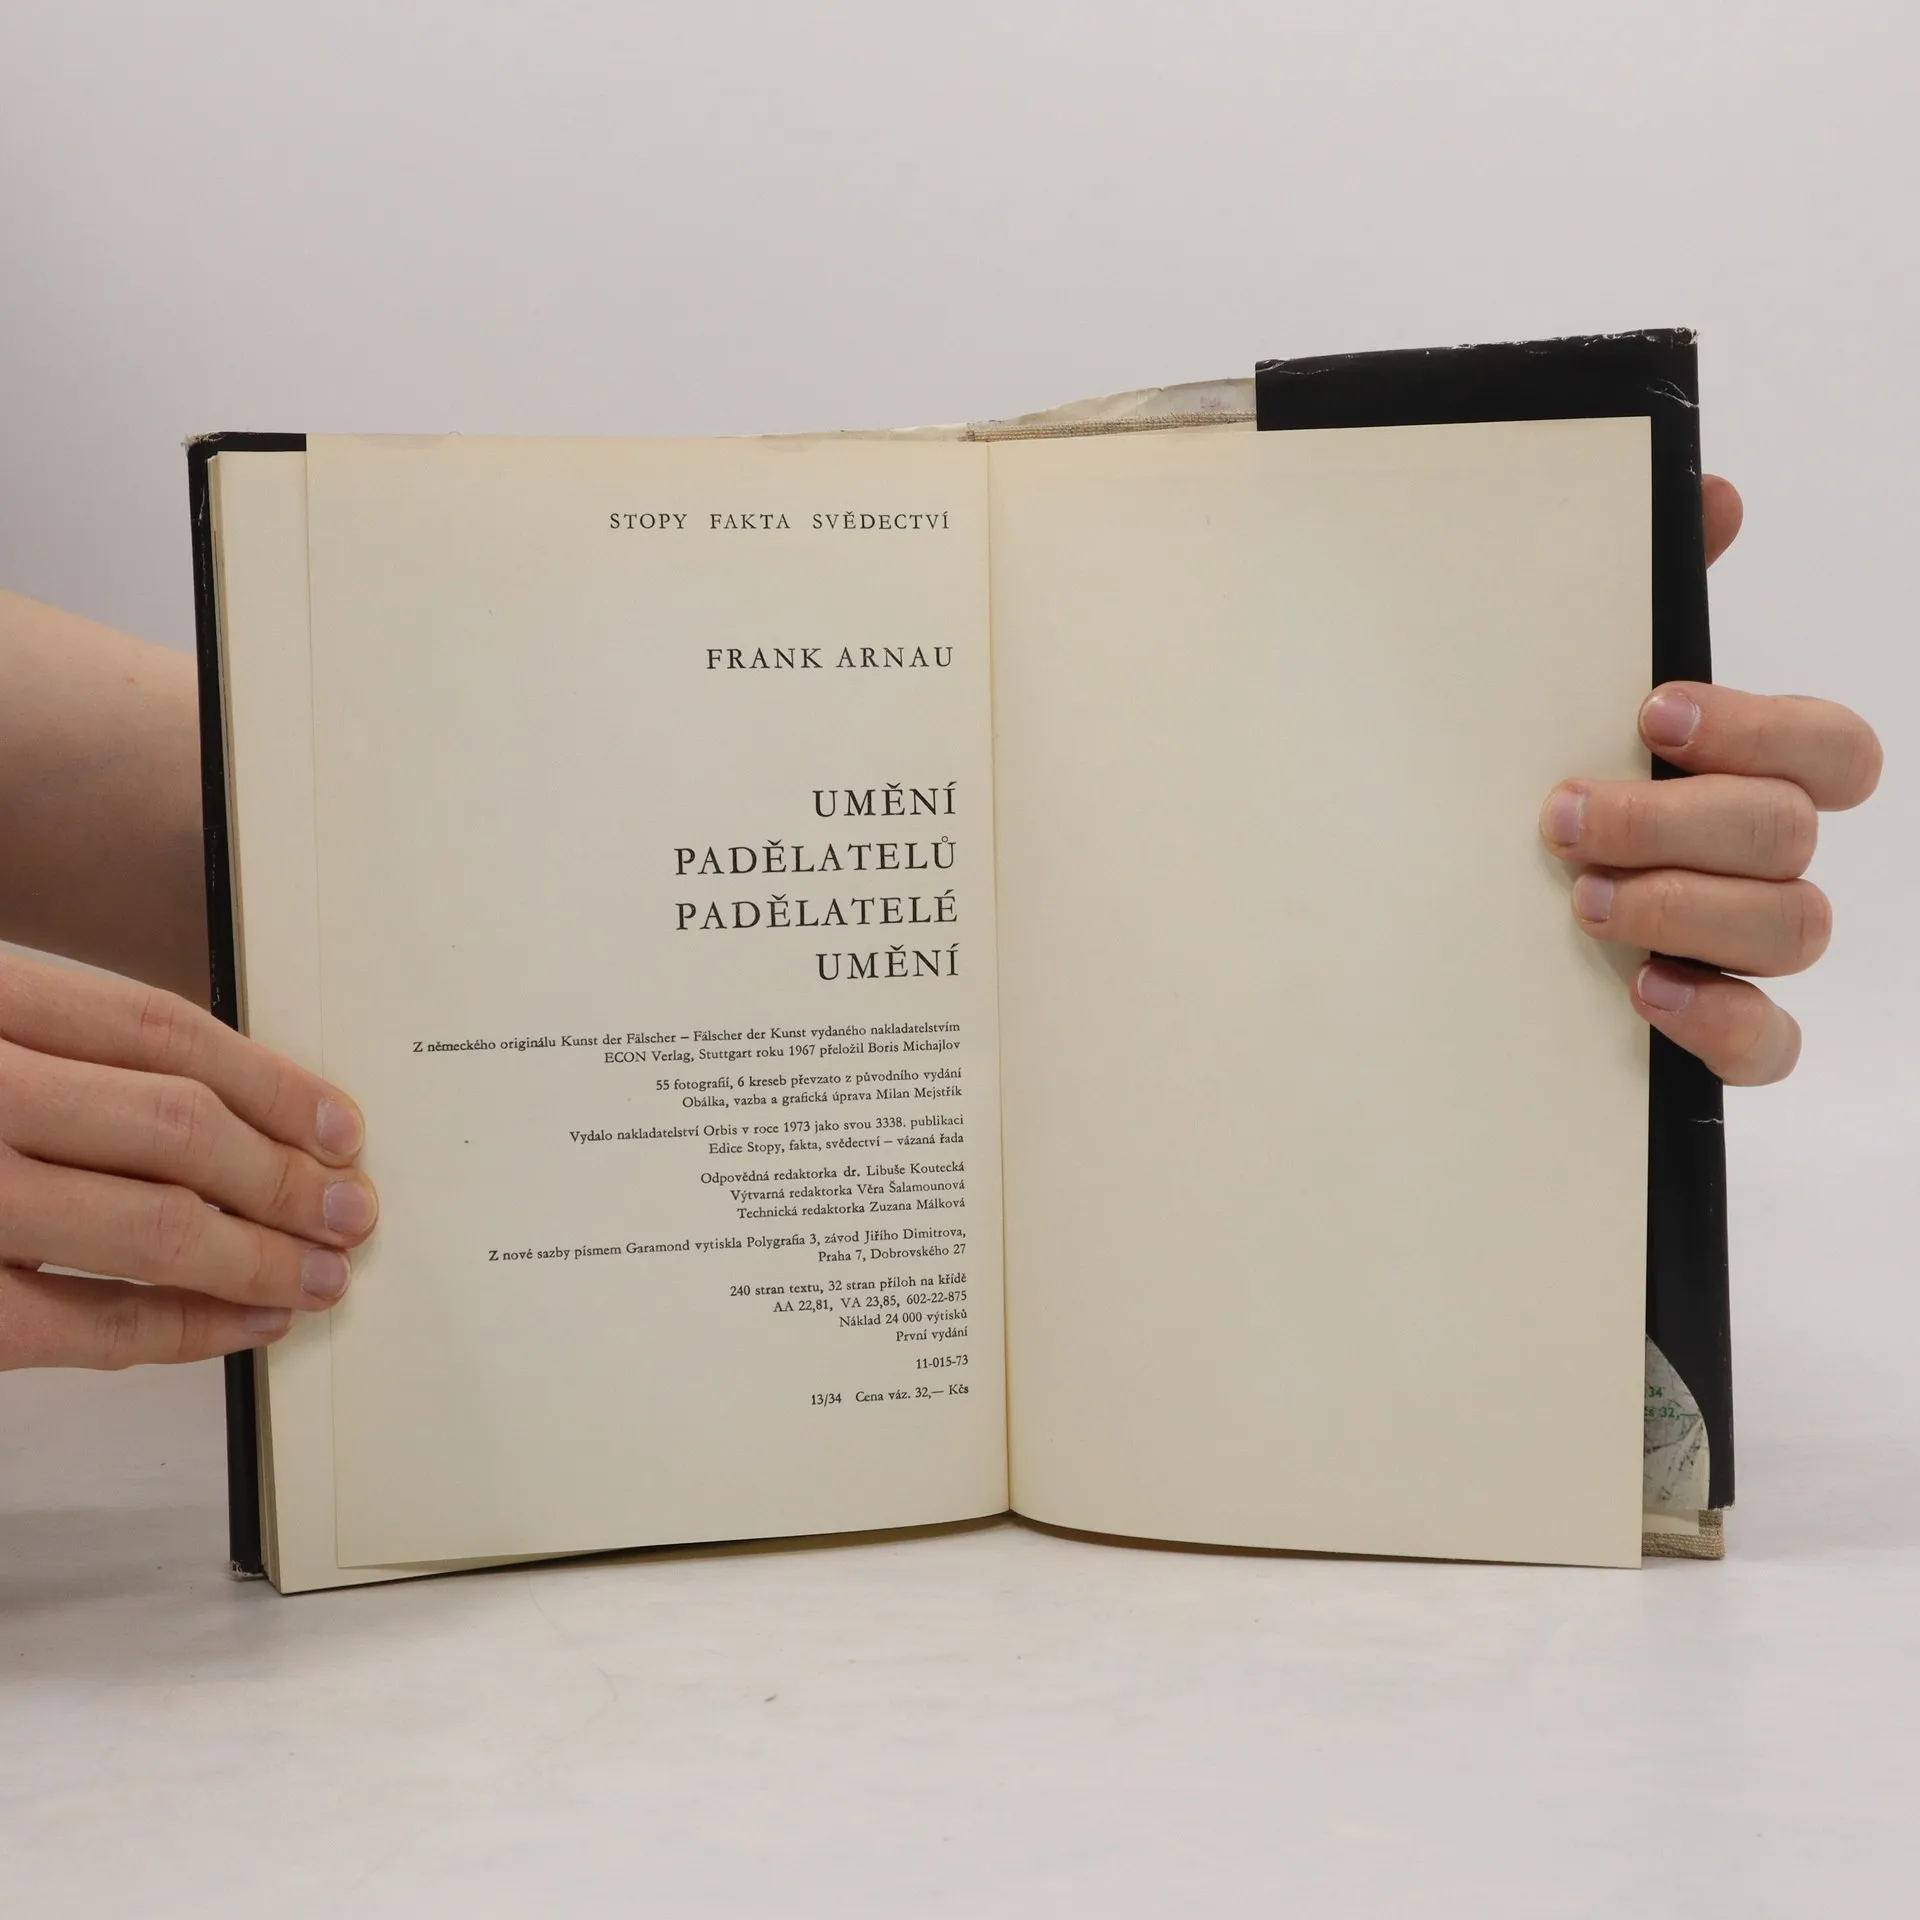 STOPY FAKTA SVĚDECTVÍ
FRANK ARNAU
UMĚNÍ
PADĚLATELŮ
PADĚLATELÉ
UMĚNÍ
Z německého originálu Kunst der Fälscher – Fälscher der Kunst vydaného nakladatelstvím
ECON Verlag, Stuttgart roku 1967 přeložil Boris Michajlov
55 fotografií, 6 kreseb převzato z původního vydání
Obálka, vazba a grafická úprava Milan Mejstřík
Vydalo nakladatelství Orbis v roce 1973 jako svou 3338. publikaci
Edice Stopy, fakta, svědectví – vázaná řada
Odpovědná redaktorka dr. Libuše Koutecká
Výtvarná redaktorka Věra Šalamounová
Technická redaktorka Zuzana Málková
Z nové sazby písmem Garamond vytiskla Polygrafia 3, závod Jiřího Dimitrova,
Praha 7, Dobrovského 27
240 stran textu, 32 stran příloh na křídě
AA 22,81, VA 23,85, 602-22-875
Náklad 24 000 výtisků
První vydání
11-015-73
13/34 Cena váz. 32,— Kčs
34
32,—